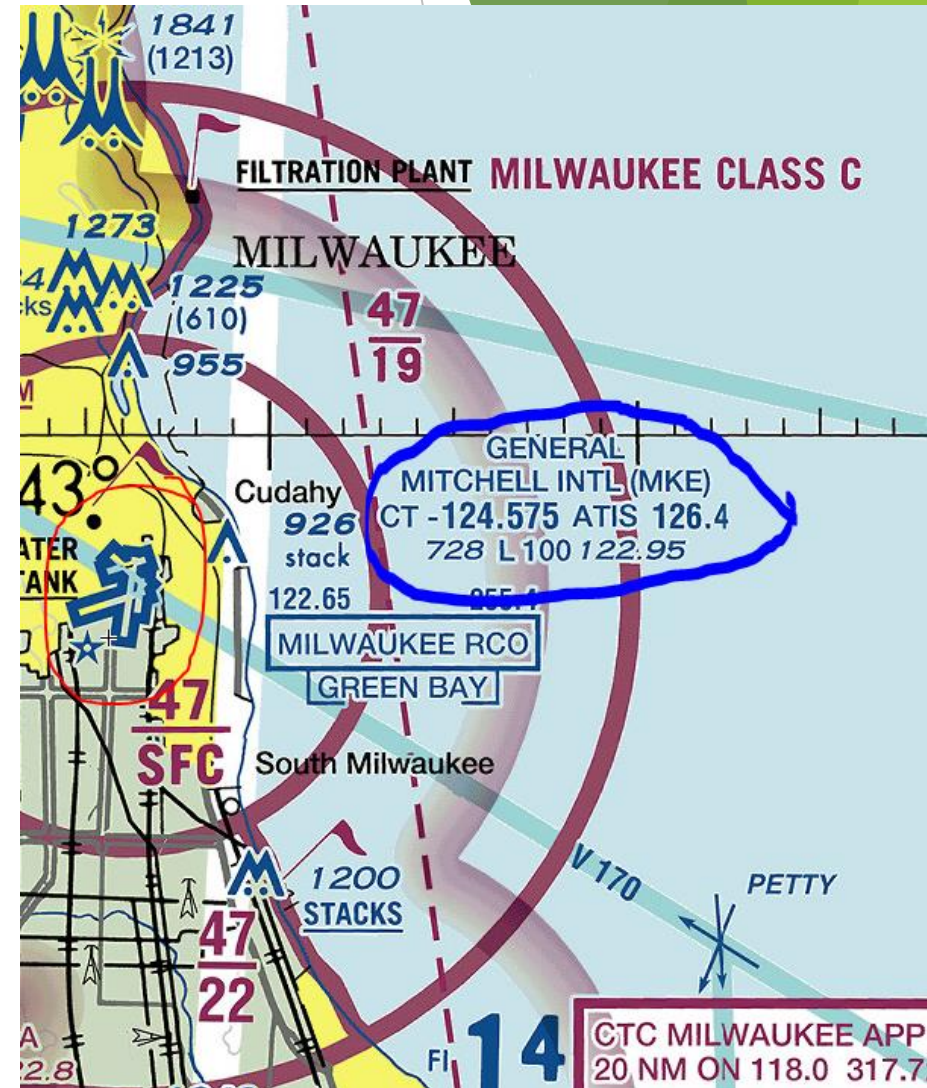 1841
(1213)
FILTRATION PLANT
MILWAUKEE CLASS C
1273
MILWAUKEE
1225
(610)
47
19
955
43°
Cudahy
926
stack
GENERAL
MITCHELL INTL (MKE)
CT -124.575 ATIS 126.4
728 L 100 122.95
122.65
MILWAUKEE RCO
GREEN BAY
47
SFC
South Milwaukee
1200
STACKS
V 170
PETTY
47
22
14
CTC MILWAUKEE APP
20 NM ON 118.0 317.7